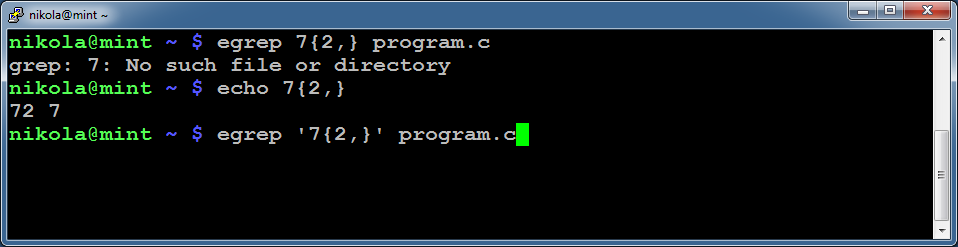 nikola@mint ~
nikola@mint ~ $ egrep 7{2,} program.c
grep: 7: No such file or directory
nikola@mint ~ $ echo 7{2,}
72 7
nikola@mint ~ $ egrep '7{2,}' program.c